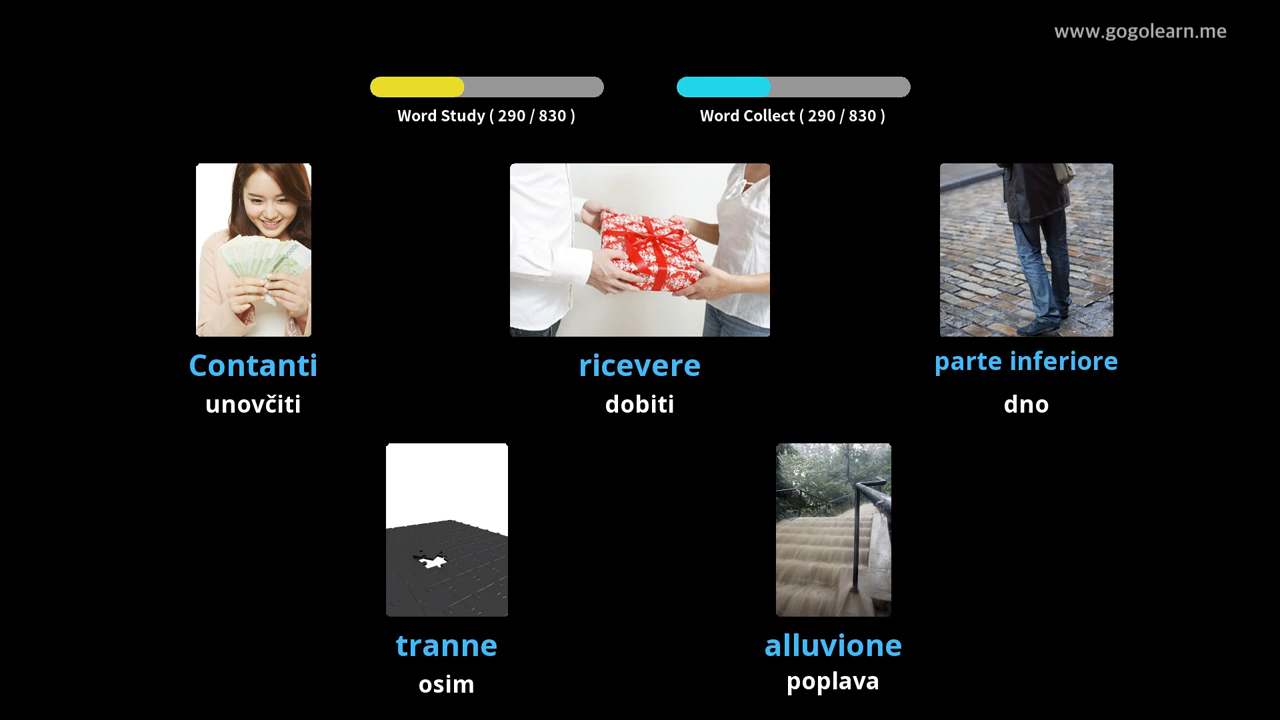 www.gogolearn.me
Word Study ( 290 / 830 )
Word Collect ( 290 / 830 )
Contanti
unovčiti
ricevere
dobiti
parte inferiore
dno
tranne
osim
alluvione
poplava